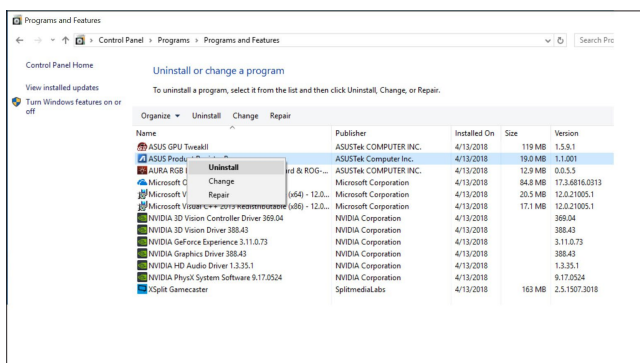 Programs and Features
Control Panel > Programs > Programs and Features
Search Pro
Control Panel Home
View installed updates
Turn Windows features on or
off
Uninstall or change a program
To uninstall a program, select it from the list and then click Uninstall, Change, or Repair.
Organize Uninstall Change Repair
Name Publisher Installed On Size Version
ASUS GPU TweakII ASUSTek COMPUTER INC. 4/13/2018 119 MB 1.5.9.1
ASUS Product ASUSTek Computer Inc. 4/13/2018 19.0 MB 1.1.001
AURA RGB rd & ROG-... ASUSTek COMPUTER INC. 4/13/2018 12.9 MB 0.0.5.5
Microsoft O Microsoft Corporation 4/13/2018 84.8 MB 17.3.6816.0313
Microsoft V (x64) - 12.0... Microsoft Corporation 4/13/2018 20.5 MB 12.0.21005.1
Microsoft Visual C++ 2013 Redistributable (x86) - 12.0... Microsoft Corporation 4/13/2018 17.1 MB 12.0.21005.1
NVIDIA 3D Vision Controller Driver 369.04 NVIDIA Corporation 4/13/2018 369.04
NVIDIA 3D Vision Driver 388.43 NVIDIA Corporation 4/13/2018 388.43
NVIDIA GeForce Experience 3.11.0.73 NVIDIA Corporation 4/13/2018 3.11.0.73
NVIDIA Graphics Driver 388.43 NVIDIA Corporation 4/13/2018 388.43
NVIDIA HD Audio Driver 1.3.35.1 NVIDIA Corporation 4/13/2018 1.3.35.1
NVIDIA PhysX System Software 9.17.0524 NVIDIA Corporation 4/13/2018 9.17.0524
XSplit Gamecaster SplitmediaLabs 4/13/2018 163 MB 2.5.1507.3018
Uninstall
Change
Repair